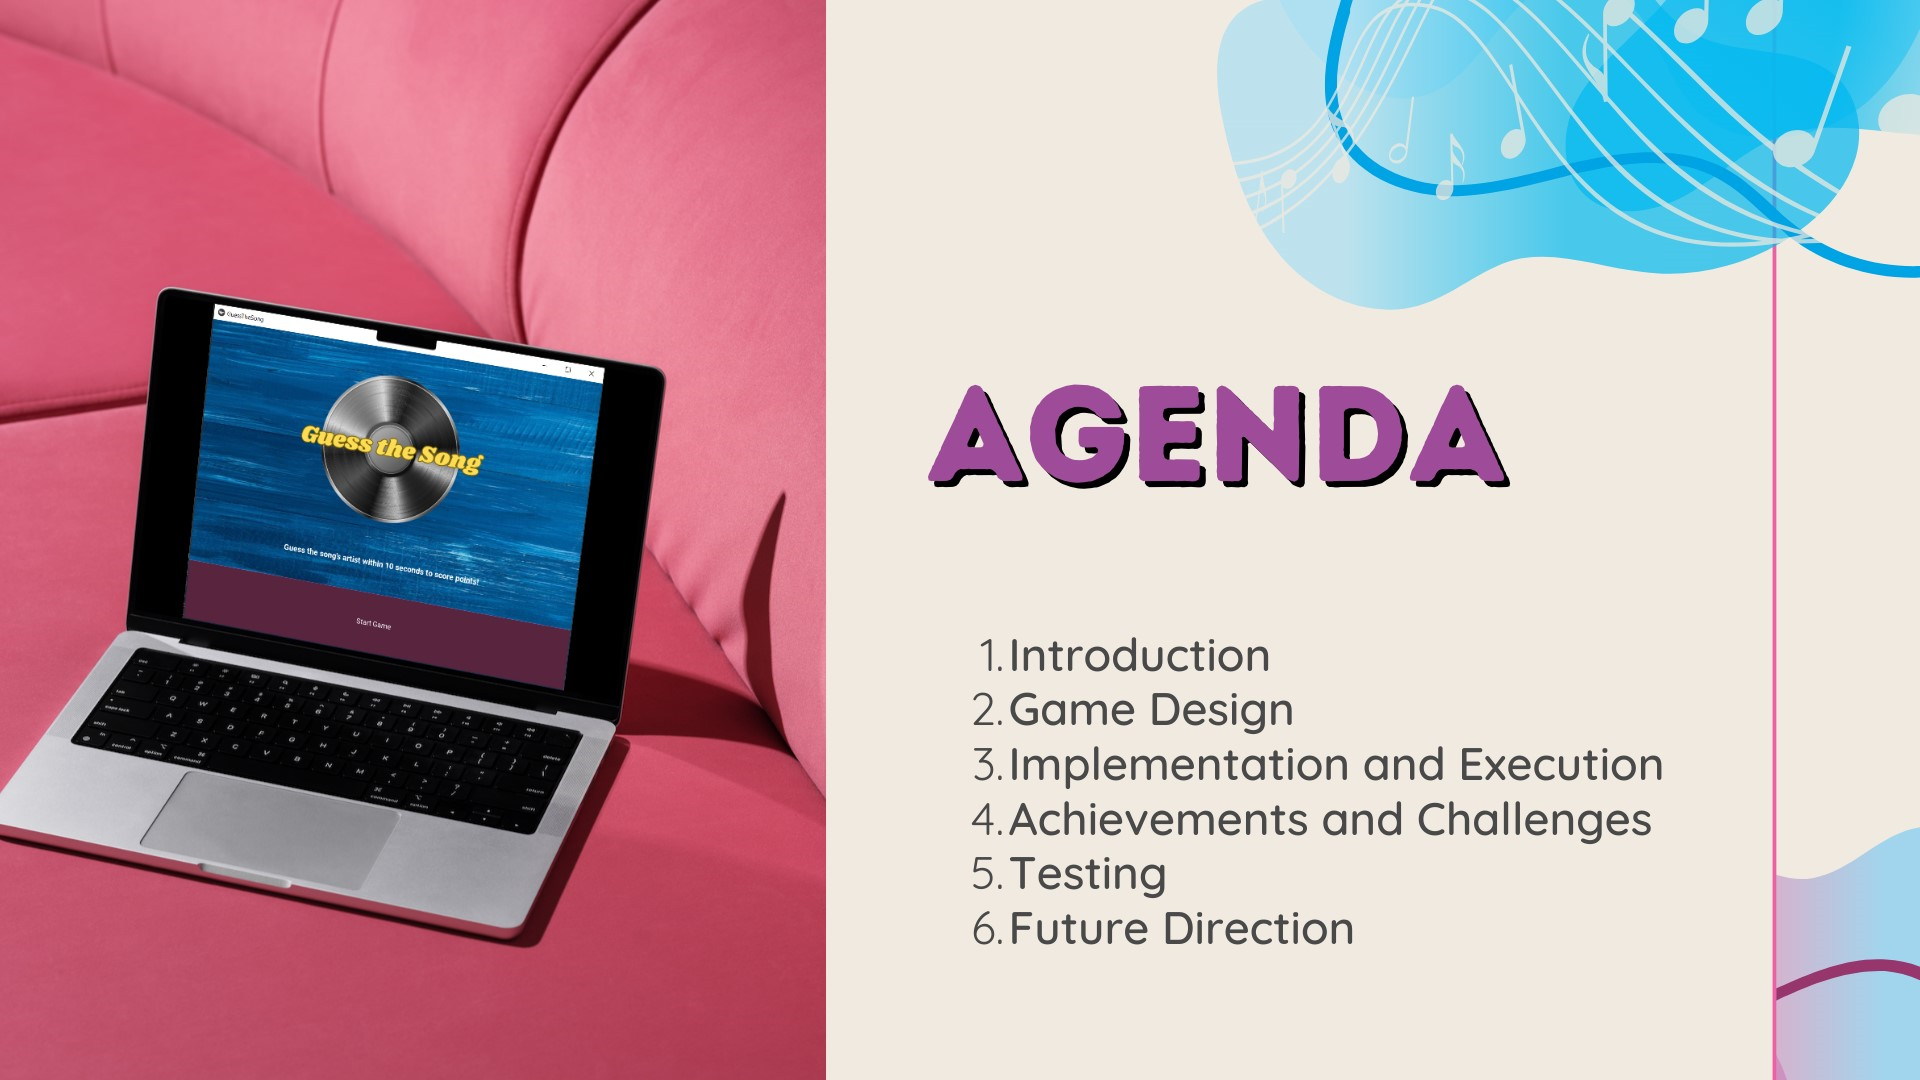 GuessTheSong
Guess the Song
Guess the song's artist within 10 seconds to score points!
Start Game
AGENDA
1. Introduction
2. Game Design
3. Implementation and Execution
4. Achievements and Challenges
5. Testing
6. Future Direction